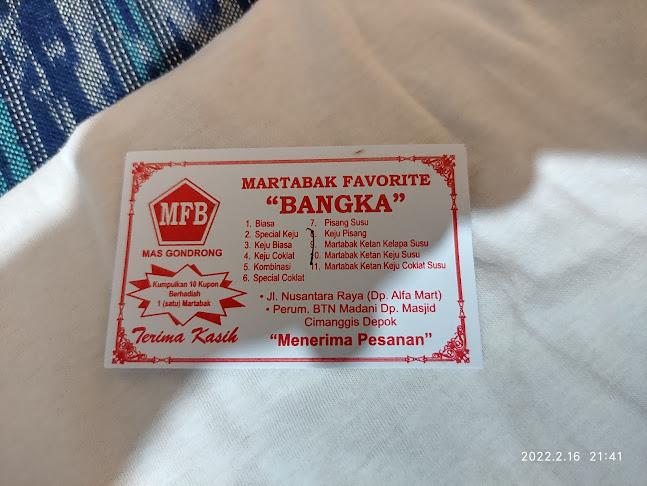 MFB
MAS GONDRONG
Kumpulkan 10 Kupon
Berhadiah
1 (satu) Martabak
Terima Kasih
MARTABAK FAVORITE
"BANGKA"
1. Biasa
2. Special Keju
3. Keju Biasa
4. Keju Coklat
5. Kombinasi
6. Special Coklat
7. Pisang Susu
8. Keju Pisang
9. Martabak Ketan Kelapa Susu
10. Martabak Ketan Keju Susu
11. Martabak Ketan Keju Coklat Susu
• Jl. Nusantara Raya (Dp. Alfa Mart)
• Perum. BTN Madani Dp. Masjid
Cimanggis Depok
"Menerima Pesanan"
2022.2.16 21:41